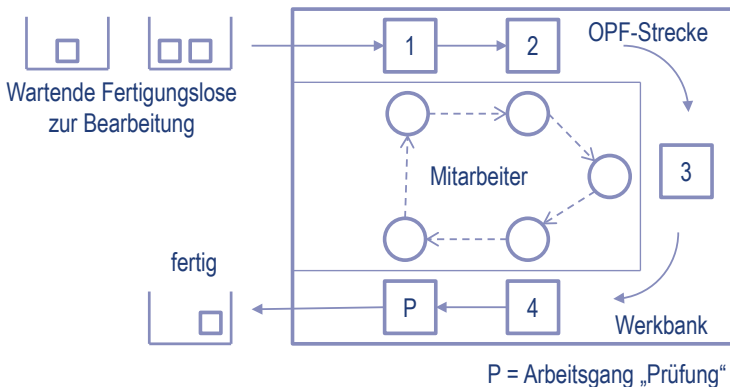 1
2
OPF-Strecke
Wartende Fertigungslose
zur Bearbeitung
Mitarbeiter
3
fertig
P
4
Werkbank
P = Arbeitsgang „Prüfung“